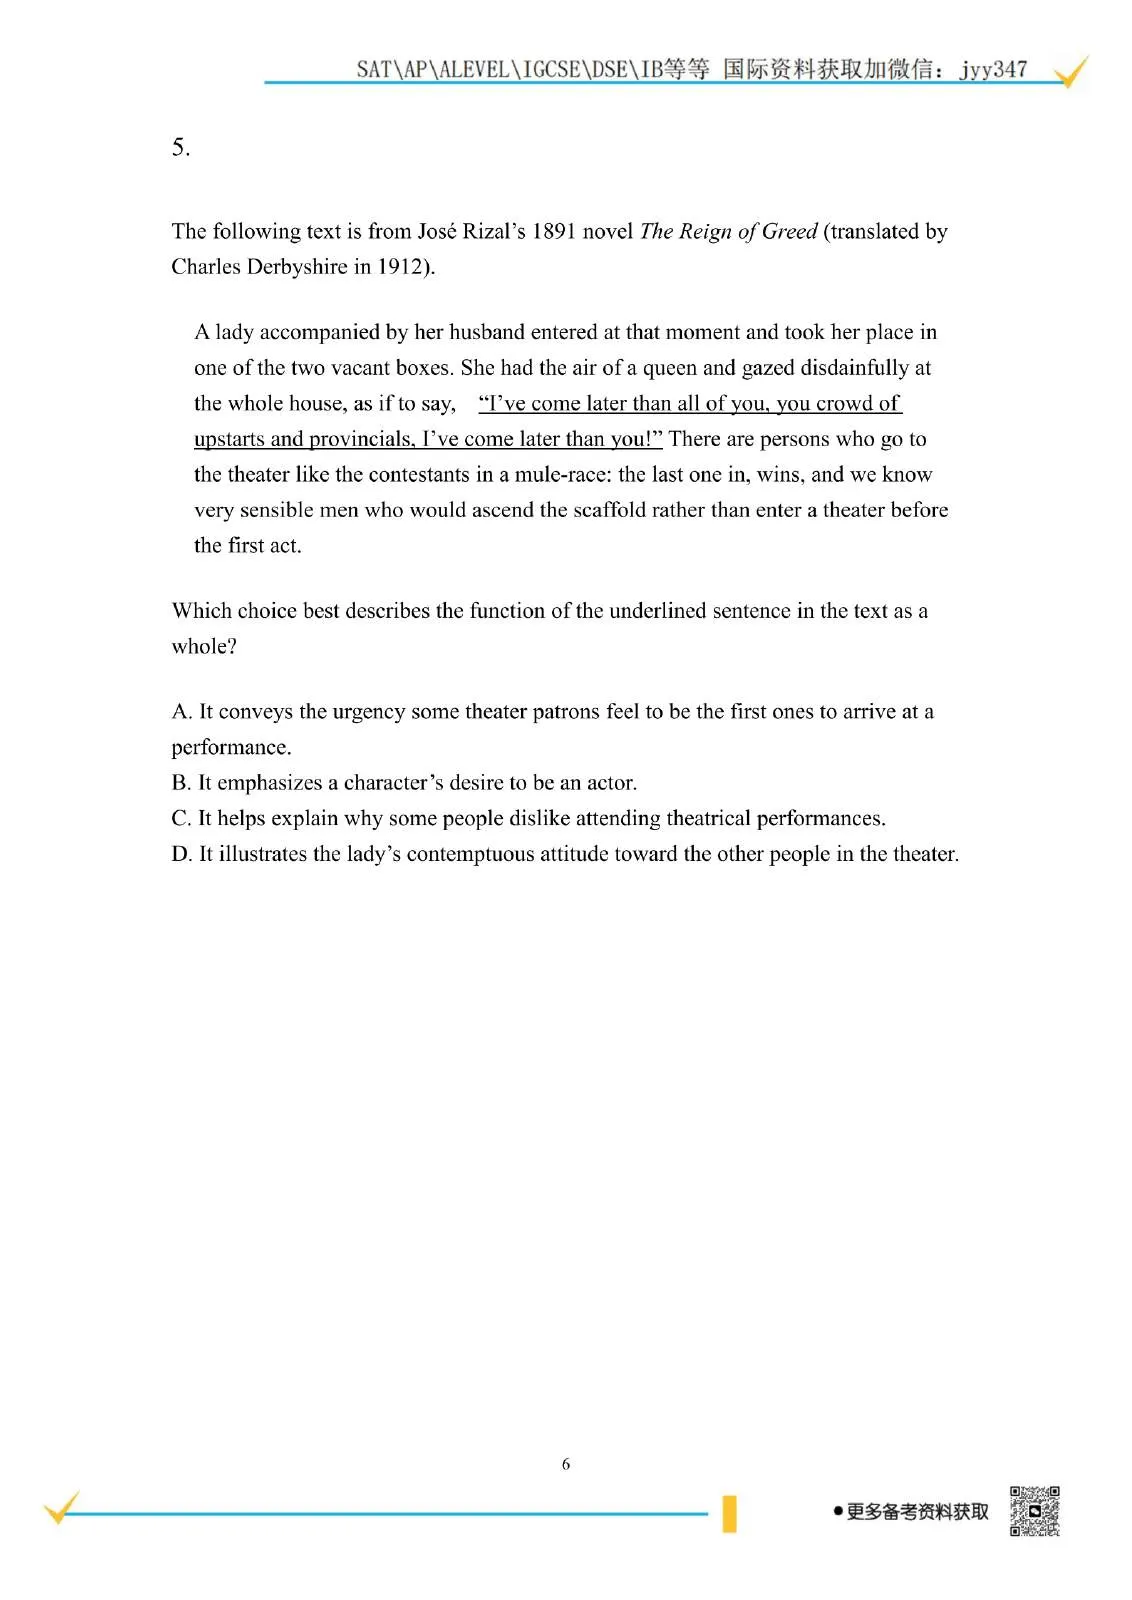 SAT\AP\ALEVEL\IGCSE\DSE\IB等等 国际资料获取加微信：jyy347
5.
The following text is from José Rizal’s 1891 novel The Reign of Greed (translated by
Charles Derbyshire in 1912).
A lady accompanied by her husband entered at that moment and took her place in
one of the two vacant boxes. She had the air of a queen and gazed disdainfully at
the whole house, as if to say, “I’ve come later than all of you, you crowd of
upstarts and provincials, I’ve come later than you!” There are persons who go to
the theater like the contestants in a mule-race: the last one in, wins, and we know
very sensible men who would ascend the scaffold rather than enter a theater before
the first act.
Which choice best describes the function of the underlined sentence in the text as a
whole?
A. It conveys the urgency some theater patrons feel to be the first ones to arrive at a
performance.
B. It emphasizes a character’s desire to be an actor.
C. It helps explain why some people dislike attending theatrical performances.
D. It illustrates the lady’s contemptuous attitude toward the other people in the theater.
6
●更多备考资料获取